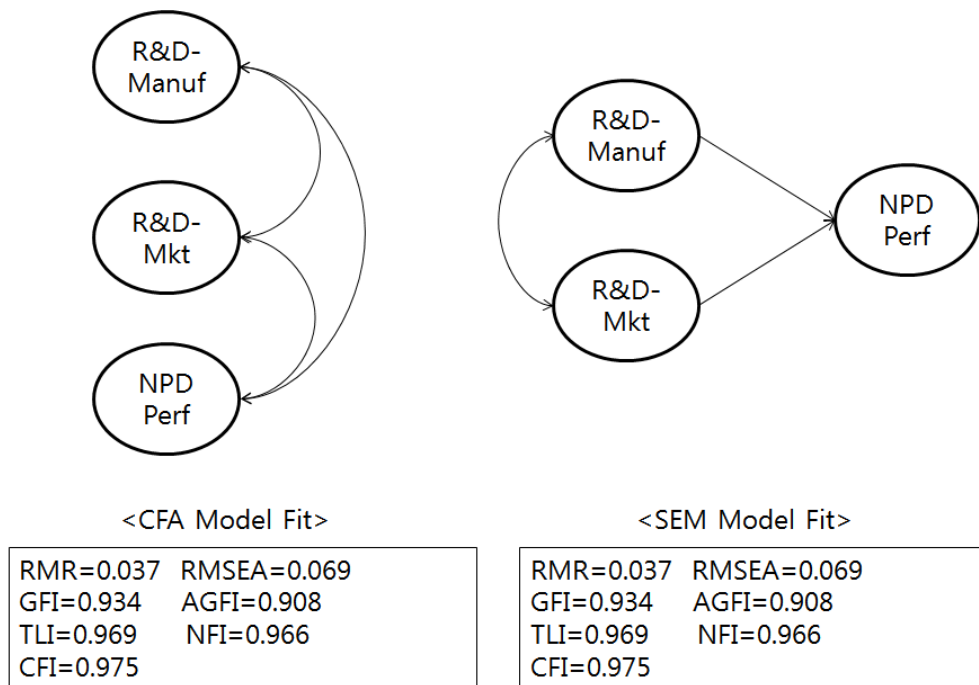 R&D-
Manuf
R&D-
Mkt
NPD
Perf
R&D-
Manuf
R&D-
Mkt
NPD
Perf
<CFA Model Fit>
RMR=0.037 RMSEA=0.069
GFI=0.934 AGFI=0.908
TLI=0.969 NFI=0.966
CFI=0.975
<SEM Model Fit>
RMR=0.037 RMSEA=0.069
GFI=0.934 AGFI=0.908
TLI=0.969 NFI=0.966
CFI=0.975